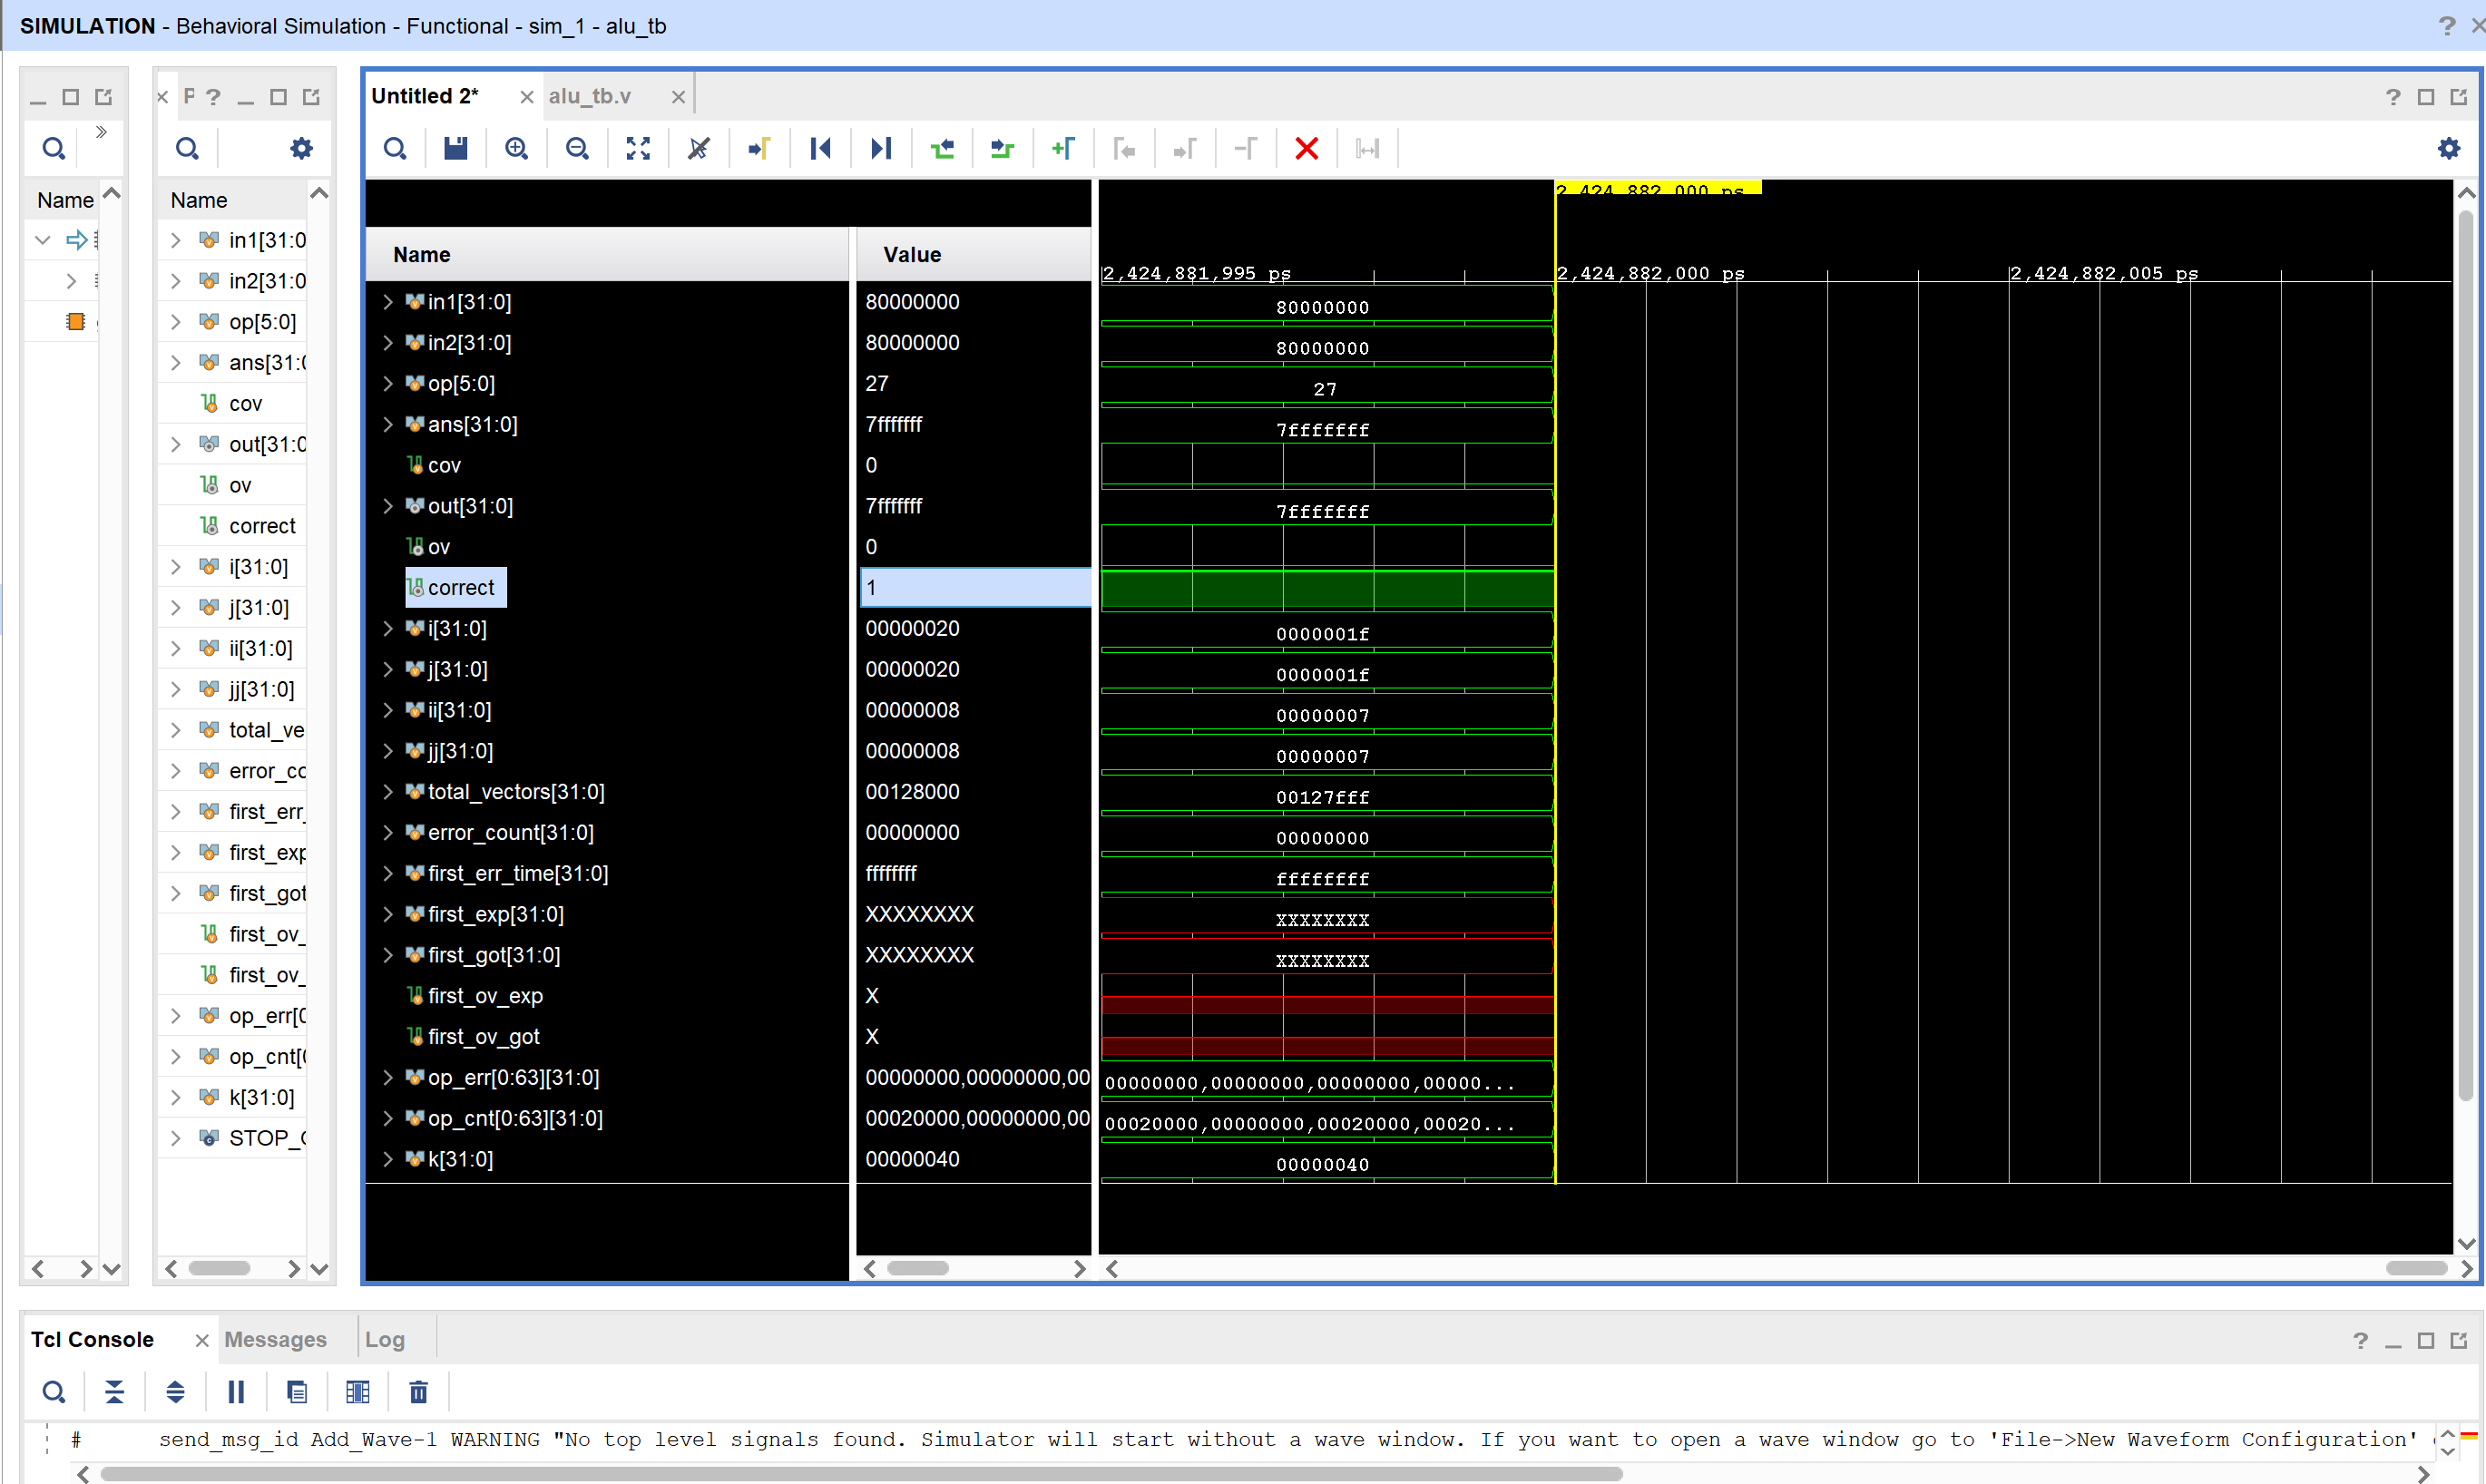 SIMULATION - Behavioral Simulation - Functional - sim_1 - alu_tb
Untitled 2*
alu_tb.v
Name
Name
in1[31:0
in2[31:0
op[5:0]
ans[31:(
cov
out[31:0
ov
correct
i[31:0]
j[31:0]
ii[31:0]
jj[31:0]
total_ve
error_cc
first_err_
first_exp
first_got
first_ov_
first_ov_
op_err[0
op_cnt[(
k[31:0]
STOP_(
Name Value
2,424,882,000 ps
2,424,881,995 ps 2,424,882,000 ps 2,424,882,005 ps
in1[31:0] 80000000 80000000
in2[31:0] 80000000 80000000
op[5:0] 27 27
ans[31:0] 7fffffff 7fffffff
cov 0
out[31:0] 7fffffff 7fffffff
ov 0
correct 1
i[31:0] 00000020 0000001f
j[31:0] 00000020 0000001f
ii[31:0] 00000008 00000007
jj[31:0] 00000008 00000007
total_vectors[31:0] 00128000 00127fff
error_count[31:0] 00000000 00000000
first_err_time[31:0] ffffffff ffffffff
first_exp[31:0] XXXXXXXX XXXXXXXX
first_got[31:0] XXXXXXXX XXXXXXXX
first_ov_exp X
first_ov_got X
op_err[0:63][31:0] 00000000,00000000,00 00000000,00000000,00000000,00000...
op_cnt[0:63][31:0] 00020000,00000000,00 00020000,00000000,00020000,00020...
k[31:0] 00000040 00000040
Tcl Console Messages Log
# send_msg_id Add_Wave-1 WARNING "No top level signals found. Simulator will start without a wave window. If you want to open a wave window go to 'File->New Waveform Configuration'